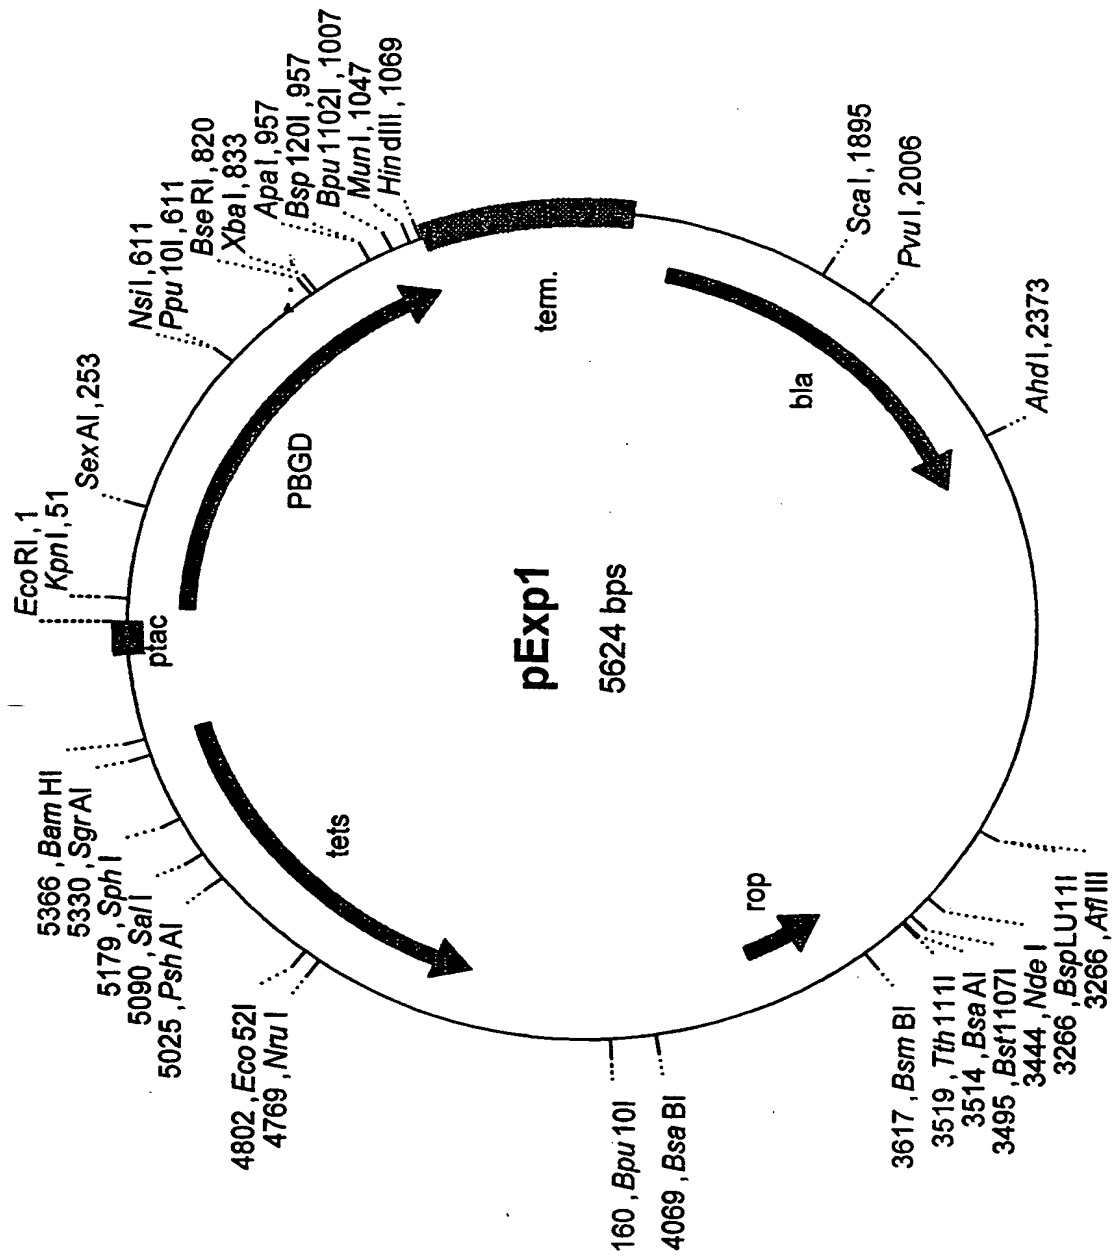 EcoRI, 1
KpnI, 51
SexAI, 253
NsiI, 611
Ppu10I, 611
BseRI, 820
XbaI, 833
ApaI, 957
Bsp120I, 957
Bpu1102I, 1007
MunI, 1047
HindIII, 1069
ScaI, 1895
PvuI, 2006
AhdI, 2373
ptac
PBGD
term.
bla
pExp1
5624 bps
tets
rop
5366, BamHI
5330, SgrAI
5179, SphI
5090, SalI
5025, PshAI
4802, Eco52I
4769, NruI
160, Bpu10I
4069, BsaBI
3617, BsmBI
3519, Tth111I
3514, BsaAI
3495, Bst1107I
3444, NdeI
3266, BspLU11I
3266, AflIII